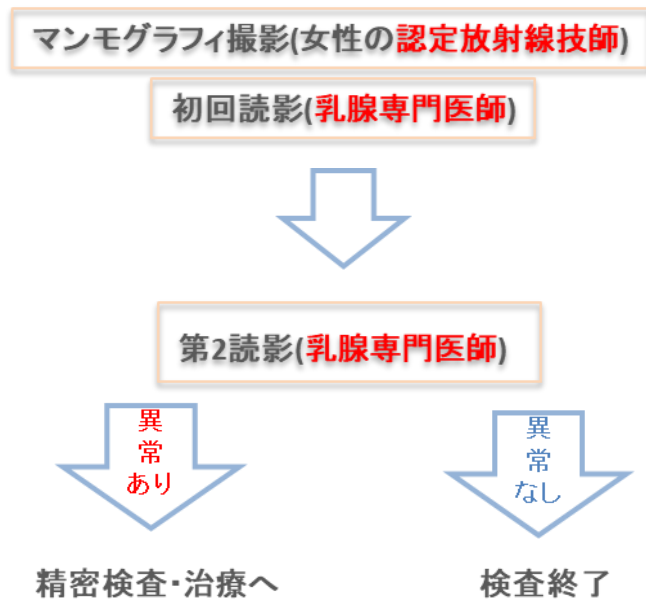 マンモグラフィ撮影(女性の認定放射線技師)
初回読影(乳腺専門医師)
第2読影(乳腺専門医師)
異常あり
異常なし
精密検査・治療へ
検査終了